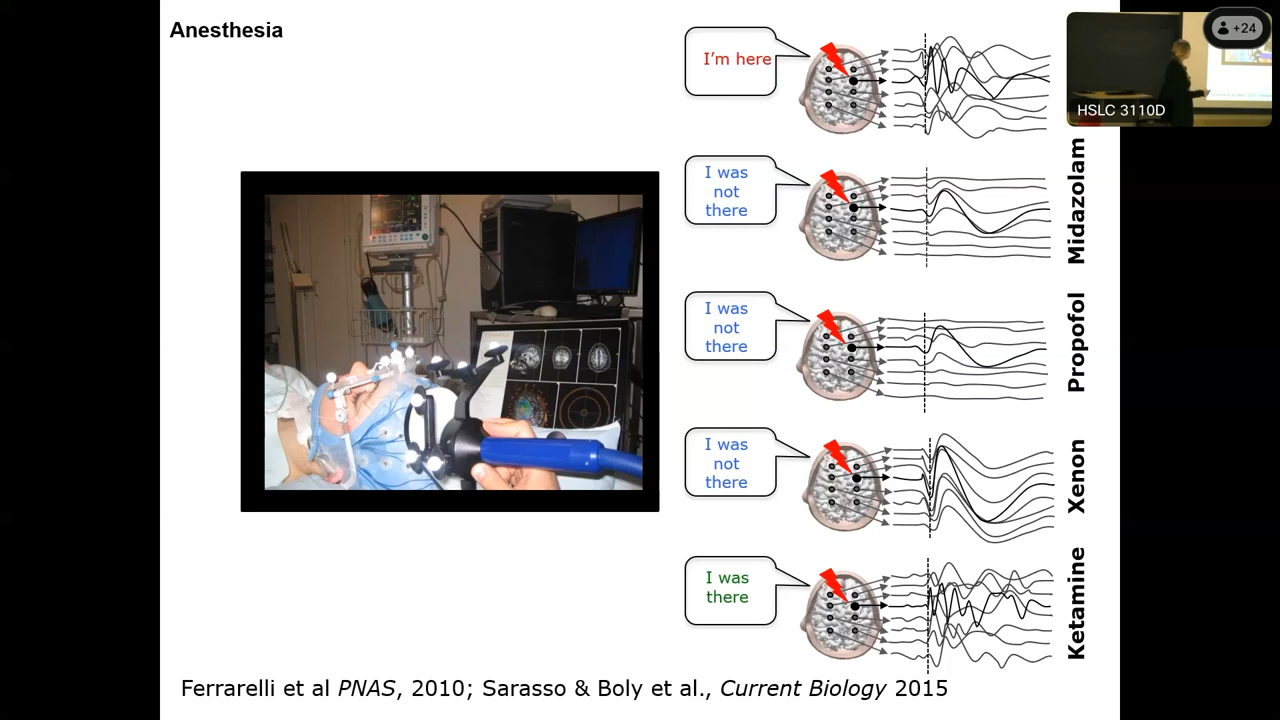 Anesthesia
I'm here
+24
HSLC 3110D
I was
not
there
Midazolam
I was
not
there
Propofol
I was
not
there
Xenon
I was
there
Ketamine
Ferrarelli et al PNAS, 2010; Sarasso & Boly et al., Current Biology 2015